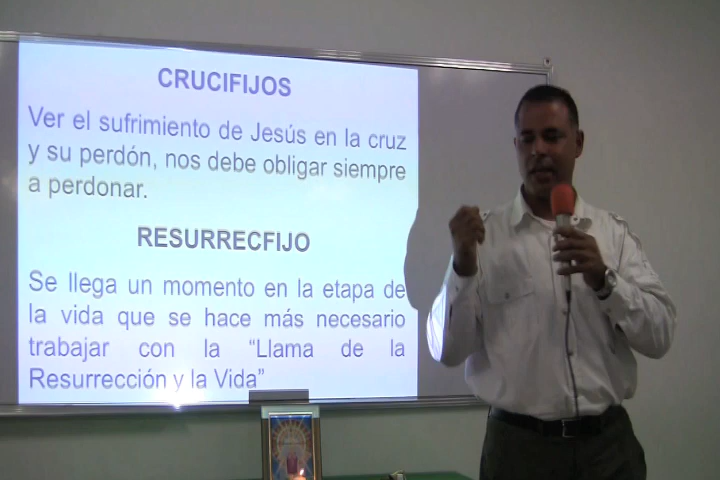 CRUCIFIJOS
Ver el sufrimiento de Jesús en la cruz
y su perdón, nos debe obligar siempre
a perdonar.
RESURRECFIJO
Se llega un momento en la etapa de
la vida que se hace más necesario
trabajar con la “Llama de la
Resurrección y la Vida”